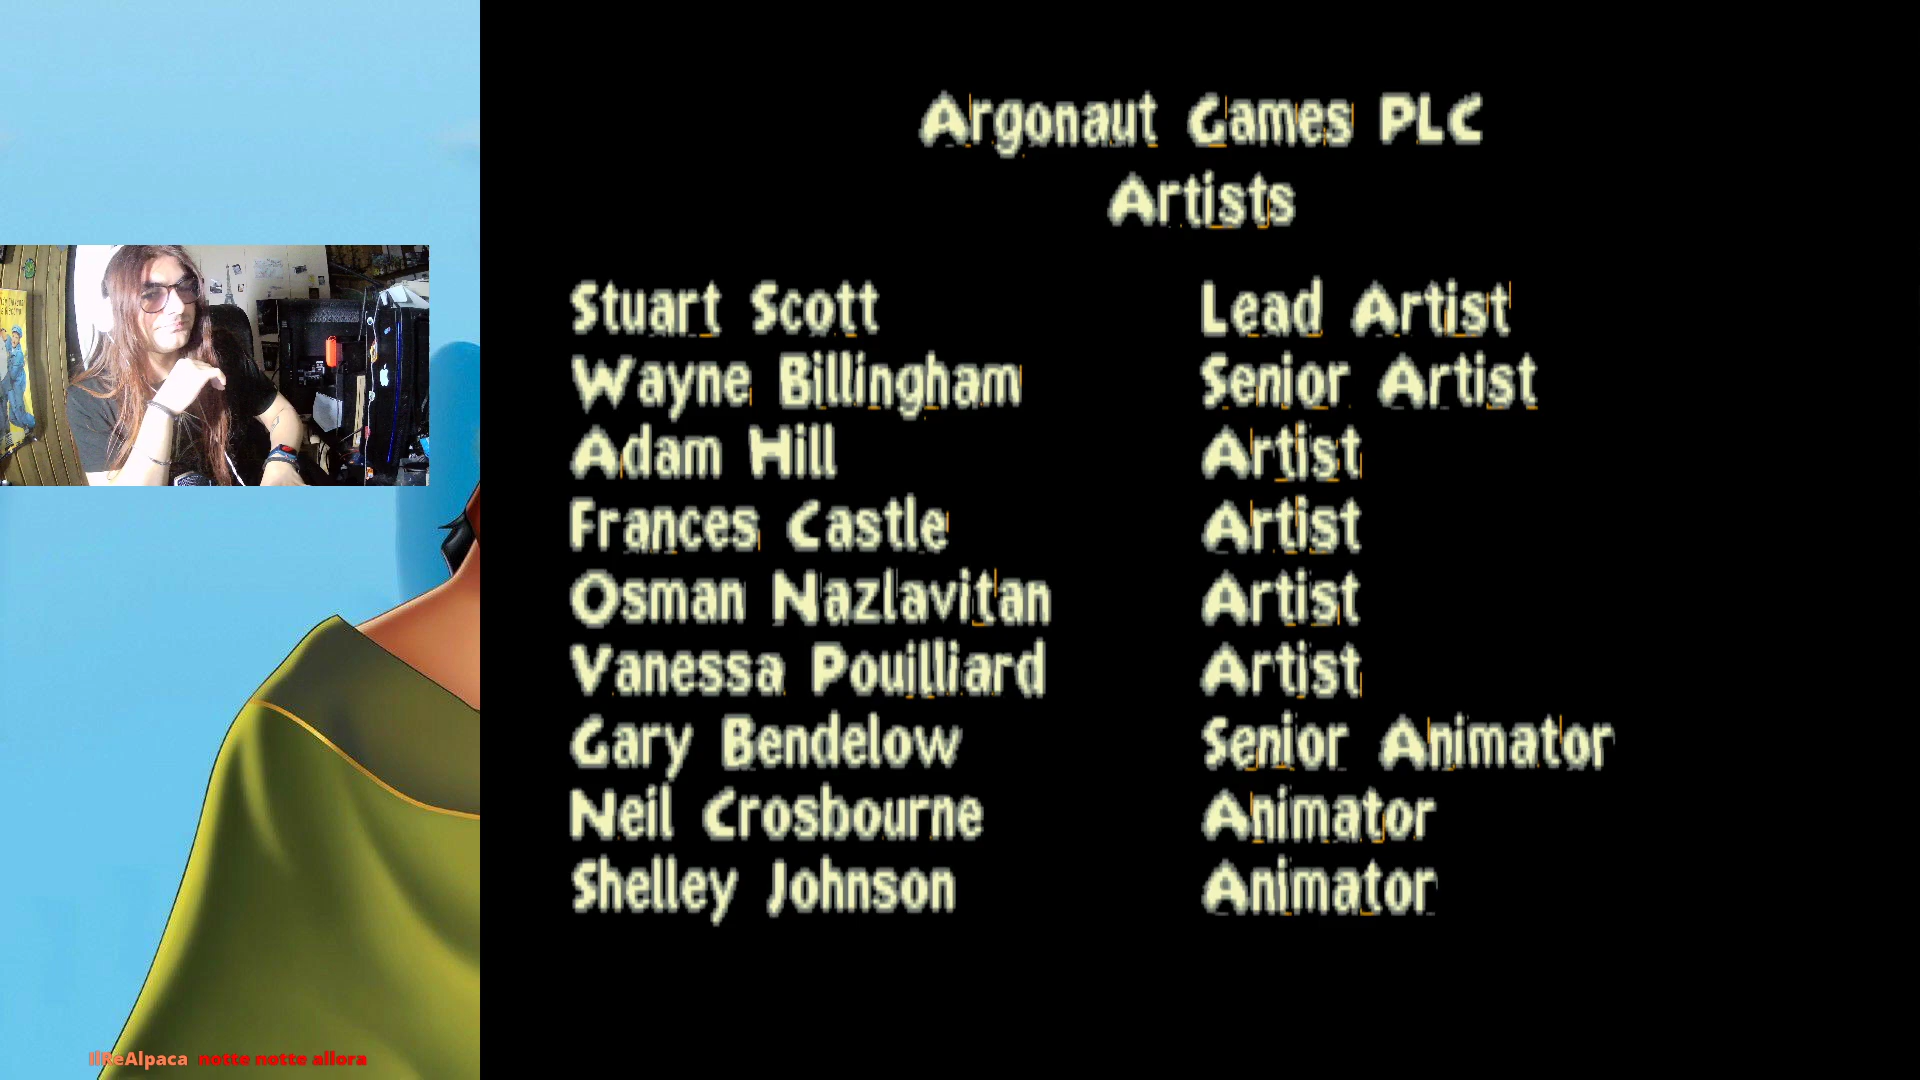 Argonaut Games PLC
Artists
Stuart Scott Lead Artist
Wayne Billingham Senior Artist
Adam Hill Artist
Frances Castle Artist
Osman Nazlavitan Artist
Vanessa Pouilliard Artist
Gary Bendelow Senior Animator
Neil Crosbourne Animator
Shelley Johnson Animator
IlReAlpaca notte notte allora